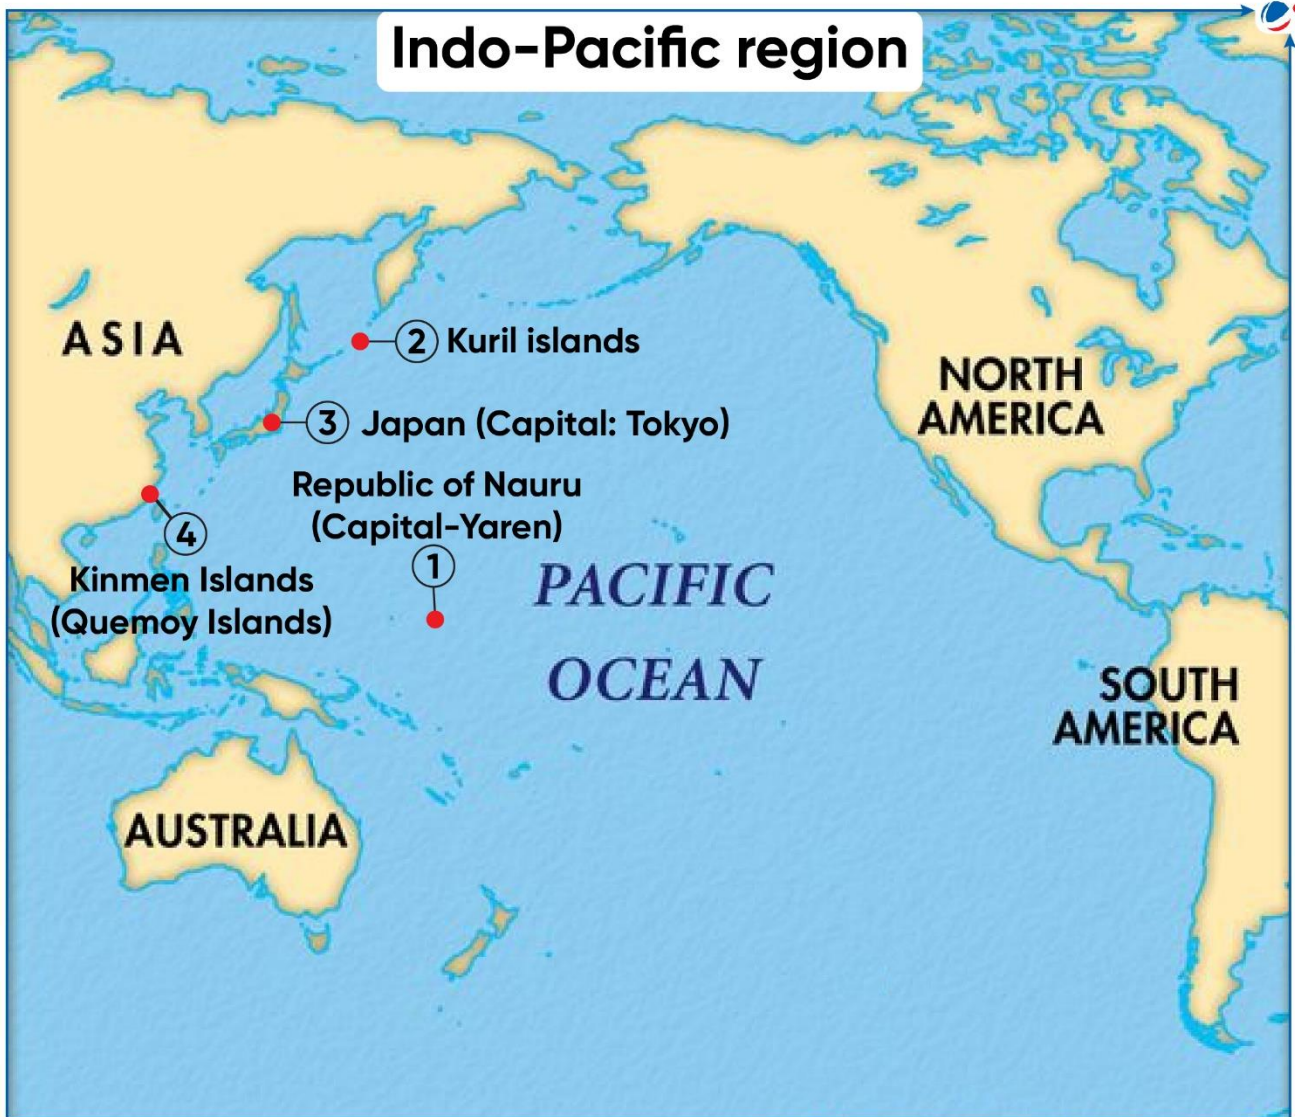 Indo-Pacific region
ASIA
2 Kuril islands
NORTH
AMERICA
3 Japan (Capital: Tokyo)
Republic of Nauru
(Capital-Yaren)
1
4
Kinmen Islands
(Quemoy Islands)
PACIFIC
OCEAN
SOUTH
AMERICA
AUSTRALIA